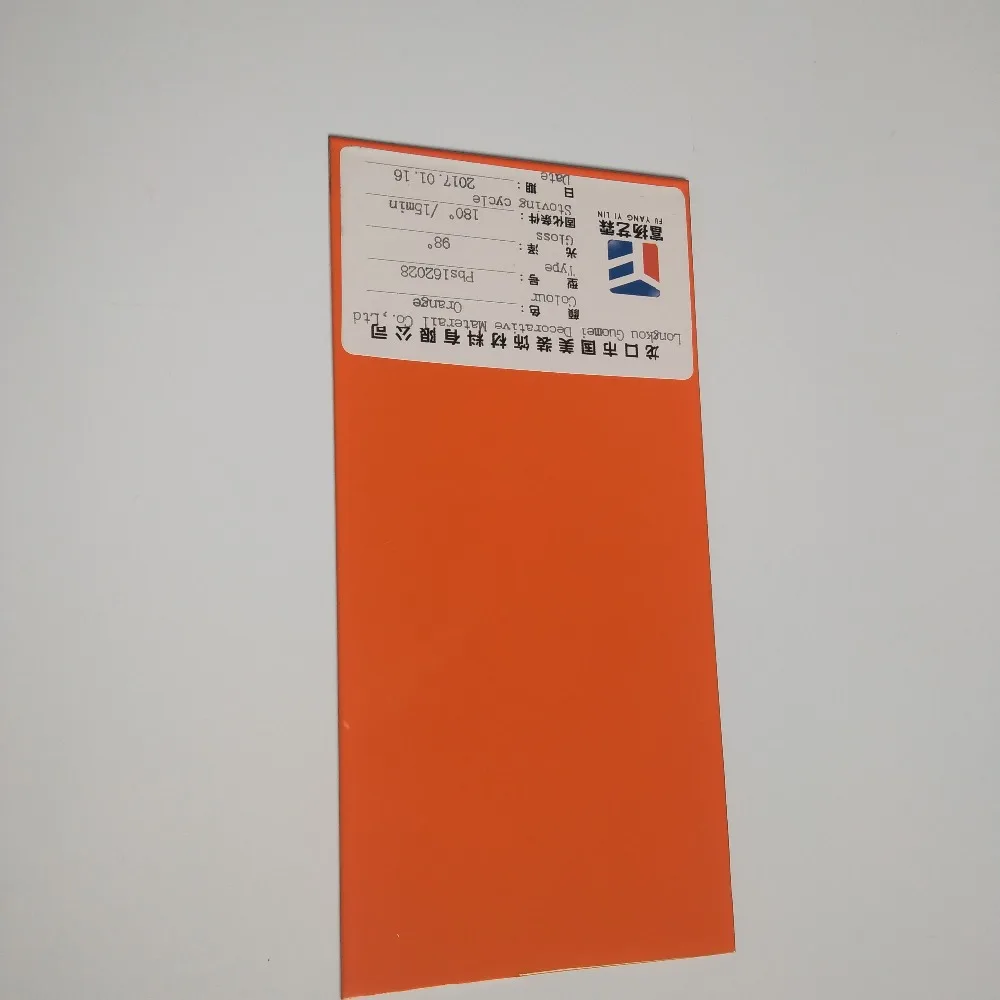 龙口市国美装饰材料有限公司
Longkou Guomei Decorative Materail Co.,Ltd
颜 色： Orange
Colour
型 号： Pbs162028
Type
光 泽： 98°
Gloss
固化条件： 180° /15min
Stoving cycle
日 期： 2017.01.16
Date
富扬艺霖
FU YANG YI LIN